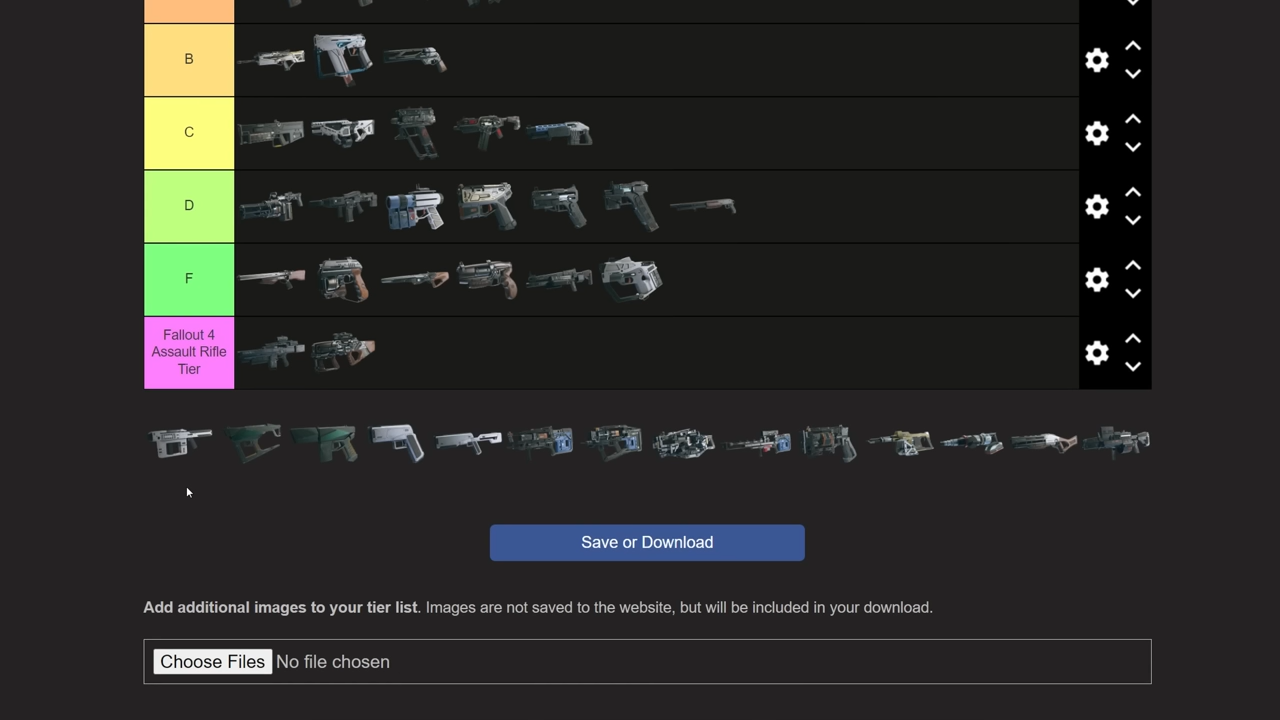 B
C
D
F
Fallout 4
Assault Rifle
Tier
Save or Download
Add additional images to your tier list. Images are not saved to the website, but will be included in your download.
Choose Files No file chosen